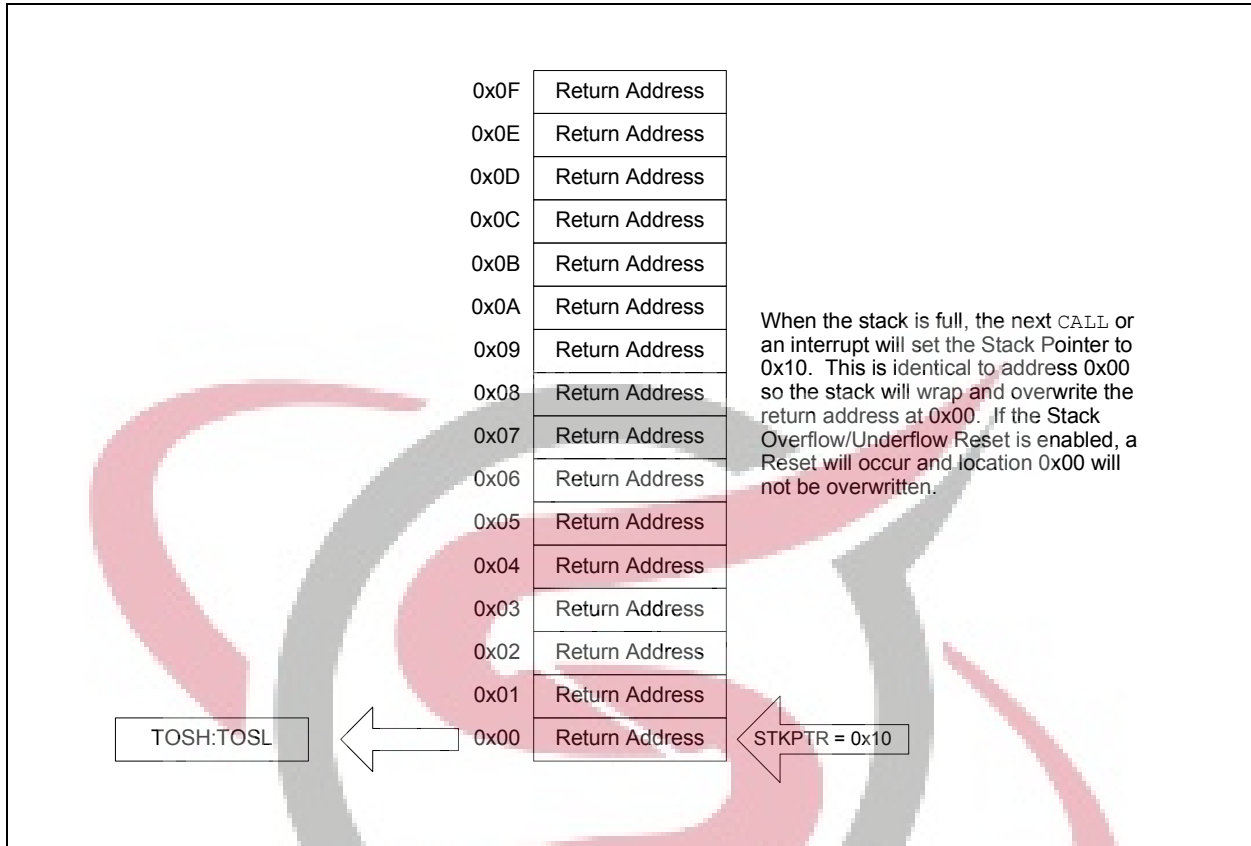 0x0F Return Address
0x0E Return Address
0x0D Return Address
0x0C Return Address
0x0B Return Address
0x0A Return Address
0x09 Return Address
0x08 Return Address
0x07 Return Address
0x06 Return Address
0x05 Return Address
0x04 Return Address
0x03 Return Address
0x02 Return Address
0x01 Return Address
TOSH:TOSL 0x00 Return Address STKPTR = 0x10
When the stack is full, the next CALL or
an interrupt will set the Stack Pointer to
0x10. This is identical to address 0x00
so the stack will wrap and overwrite the
return address at 0x00. If the Stack
Overflow/Underflow Reset is enabled, a
Reset will occur and location 0x00 will
not be overwritten.